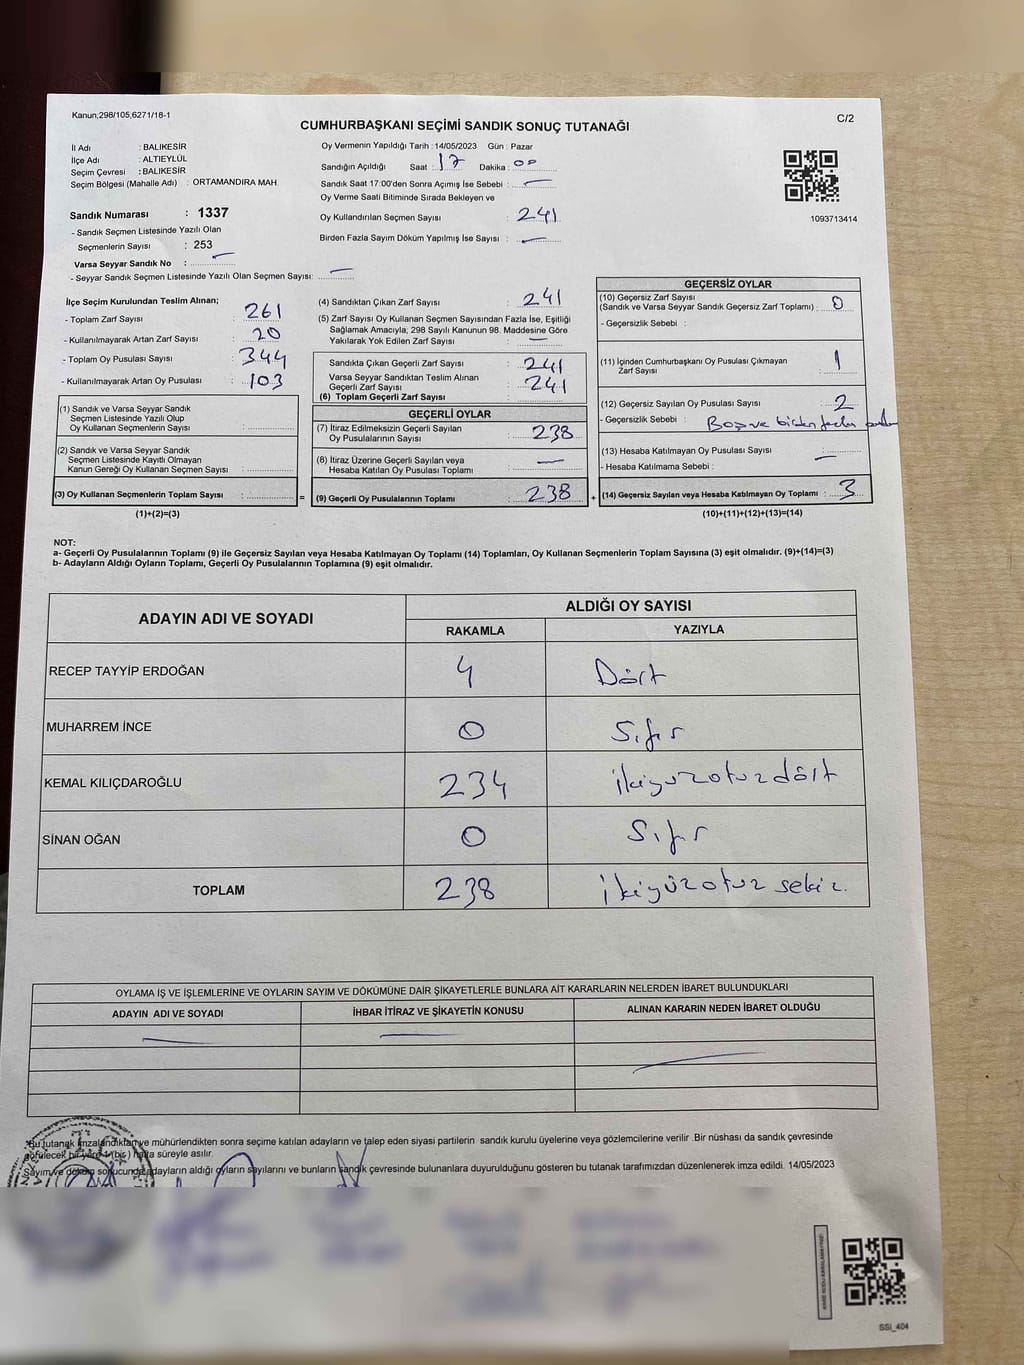 Kanun;298/105;6271/18-1
C/2
CUMHURBAŞKANI SEÇİMİ SANDIK SONUÇ TUTANAĞI
İl Adı : BALIKESİR
İlçe Adı : ALTIEYLÜL
Seçim Çevresi : BALIKESİR
Seçim Bölgesi (Mahalle Adı) : ORTAMANDIRA MAH.
Sandık Numarası : 1337
- Sandık Seçmen Listesinde Yazılı Olan
Seçmenlerin Sayısı : 253
Varsa Seyyar Sandık No : —
- Seyyar Sandık Seçmen Listesinde Yazılı Olan Seçmen Sayısı: —
Oy Vermenin Yapıldığı Tarih : 14/05/2023 Gün : Pazar
Sandığın Açıldığı Saat : 17 Dakika : 00
Sandık Saat 17:00'den Sonra Açımış İse Sebebi : —
Oy Verme Saati Bitiminde Sırada Bekleyen ve
Oy Kullandırılan Seçmen Sayısı : 241
Birden Fazla Sayım Döküm Yapılmış İse Sayısı : —
1093713414
İlçe Seçim Kurulundan Teslim Alınan;
- Toplam Zarf Sayısı : 261
- Kullanılmayarak Artan Zarf Sayısı : 20
- Toplam Oy Pusulası Sayısı : 344
- Kullanılmayarak Artan Oy Pusulası : 103
(1) Sandık ve Varsa Seyyar Sandık
Seçmen Listesinde Yazılı Olup
Oy Kullanan Seçmenlerin Sayısı :
(2) Sandık ve Varsa Seyyar Sandık
Seçmen Listesinde Kayıtlı Olmayan
Kanun Gereği Oy Kullanan Seçmen Sayısı :
(3) Oy Kullanan Seçmenlerin Toplam Sayısı : =
(1)+(2)=(3)
(4) Sandıktan Çıkan Zarf Sayısı : 241
(5) Zarf Sayısı Oy Kullanan Seçmen Sayısından Fazla İse, Eşitliği
Sağlamak Amacıyla, 298 Sayılı Kanunun 98. Maddesine Göre
Yakılarak Yok Edilen Zarf Sayısı : —
Sandıkta Çıkan Geçerli Zarf Sayısı : 241
Varsa Seyyar Sandıktan Teslim Alınan
Geçerli Zarf Sayısı : 241
(6) Toplam Geçerli Zarf Sayısı :
GEÇERLİ OYLAR
(7) İtiraz Edilmeksizin Geçerli Sayılan
Oy Pusulalarının Sayısı : 238
(8) İtiraz Üzerine Geçerli Sayılan veya
Hesaba Katılan Oy Pusulası Toplamı : —
(9) Geçerli Oy Pusulalarının Toplamı : 238 +
GEÇERSİZ OYLAR
(10) Geçersiz Zarf Sayısı
(Sandık ve Varsa Seyyar Sandık Geçersiz Zarf Toplamı) : 0
- Geçersizlik Sebebi :
(11) İçinden Cumhurbaşkanı Oy Pusulası Çıkmayan
Zarf Sayısı : 1
(12) Geçersiz Sayılan Oy Pusulası Sayısı : 2
- Geçersizlik Sebebi : Boş ve birden fazla
(13) Hesaba Katılmayan Oy Pusulası Sayısı : —
- Hesaba Katılmama Sebebi :
(14) Geçersiz Sayılan veya Hesaba Katılmayan Oy Toplamı : 3
(10)+(11)+(12)+(13)=(14)
NOT:
a- Geçerli Oy Pusulalarının Toplamı (9) ile Geçersiz Sayılan veya Hesaba Katılmayan Oy Toplamı (14) Toplamları, Oy Kullanan Seçmenlerin Toplam Sayısına (3) eşit olmalıdır. (9)+(14)=(3)
b- Adayların Aldığı Oyların Toplamı, Geçerli Oy Pusulalarının Toplamına (9) eşit olmalıdır.
ADAYIN ADI VE SOYADI ALDIĞI OY SAYISI
RAKAMLA YAZIYLA
RECEP TAYYİP ERDOĞAN 4 Dört
MUHARREM İNCE 0 Sıfır
KEMAL KILIÇDAROĞLU 234 ikiyüzotuzdört
SİNAN OĞAN 0 Sıfır
TOPLAM 238 ikiyüzotuz sekiz.
OYLAMA İŞ VE İŞLEMLERİNE VE OYLARIN SAYIM VE DÖKÜMÜNE DAİR ŞİKAYETLERLE BUNLARA AİT KARARLARIN NELERDEN İBARET BULUNDUKLARI
ADAYIN ADI VE SOYADI İHBAR İTİRAZ VE ŞİKAYETİN KONUSU ALINAN KARARIN NEDEN İBARET OLDUĞU
Bu tutanak imzalandıktan ve mühürlendikten sonra seçime katılan adayların ve talep eden siyasi partilerin sandık kurulu üyelerine veya gözlemcilerine verilir. Bir nüshası da sandık çevresinde
görülecek bir yere 1 (bir) hafta süreyle asılır.
Sayım ve döküm sonucunda adayların aldığı oyların sayılarını ve bunların sandık çevresinde bulunanlara duyurulduğunu gösteren bu tutanak tarafımızdan düzenlenerek imza edildi. 14/05/2023
SSI_404